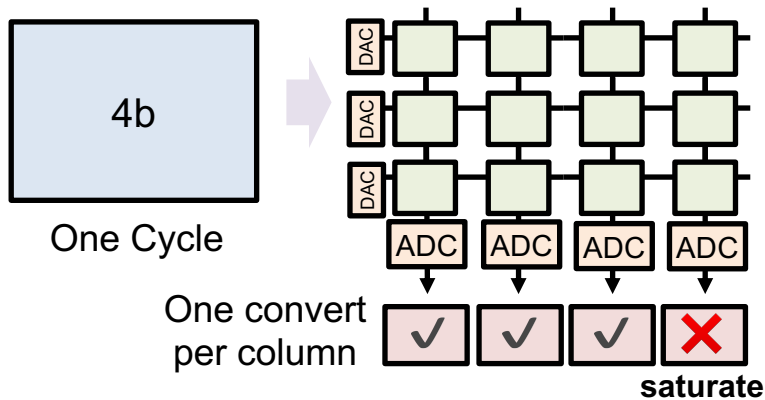 4b
One Cycle
DAC
DAC
DAC
ADC ADC ADC ADC
One convert
per column
saturate